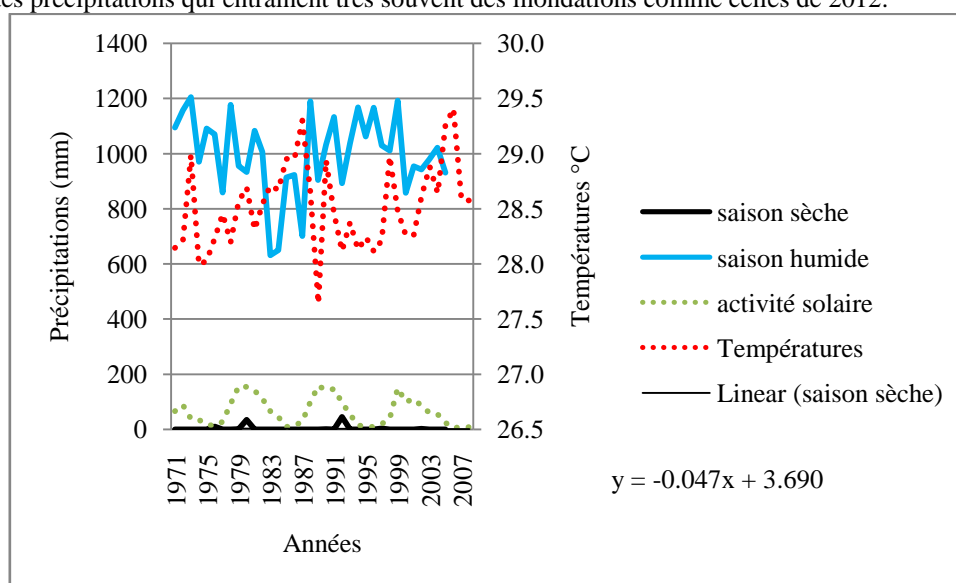 des précipitations qui entraînent très souvent des inondations comme celles de 2012.
1400
1200
1000
800
600
400
200
0
Précipitations (mm)
30.0
29.5
29.0
28.5
28.0
27.5
27.0
26.5
Températures °C
1971
1975
1979
1983
1987
1991
1995
1999
2003
2007
Années
saison sèche
saison humide
activité solaire
Températures
Linear (saison sèche)
y = -0.047x + 3.690